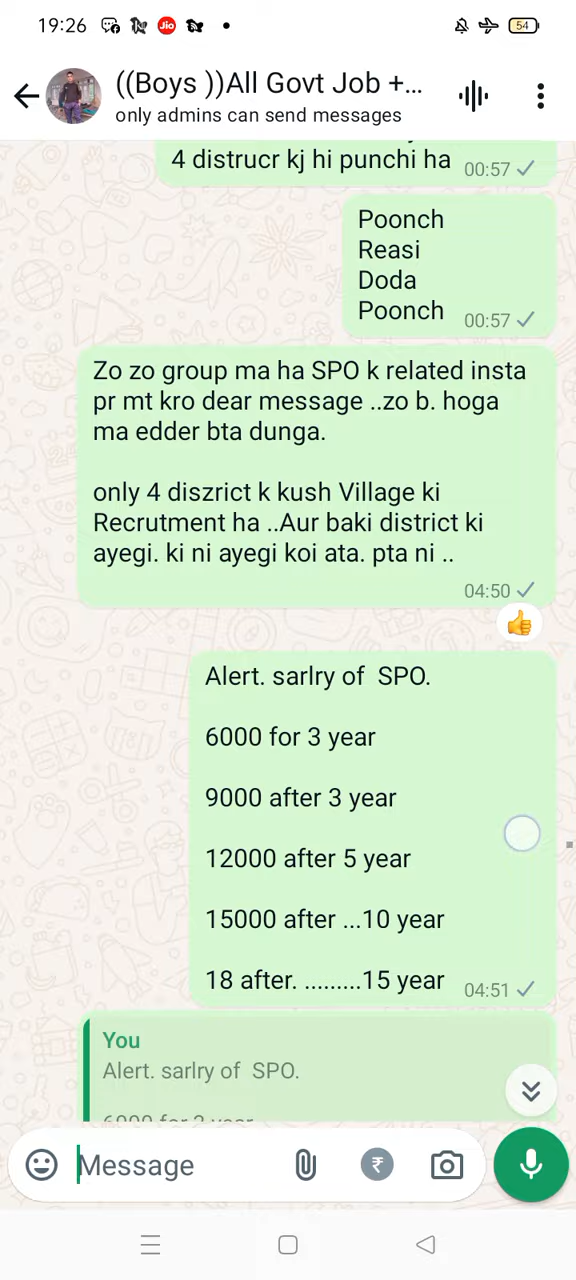 19:26
Jio
54
((Boys ))All Govt Job +...
only admins can send messages
4 distrucr kj hi punchi ha 00:57
Poonch
Reasi
Doda
Poonch 00:57
Zo zo group ma ha SPO k related insta
pr mt kro dear message ..zo b. hoga
ma edder bta dunga.
only 4 diszrict k kush Village ki
Recrutment ha ..Aur baki district ki
ayegi. ki ni ayegi koi ata. pta ni ..
04:50
Alert. sarlry of SPO.
6000 for 3 year
9000 after 3 year
12000 after 5 year
15000 after ...10 year
18 after. .........15 year 04:51
You
Alert. sarlry of SPO.
6000 for 3 year
Message
₹